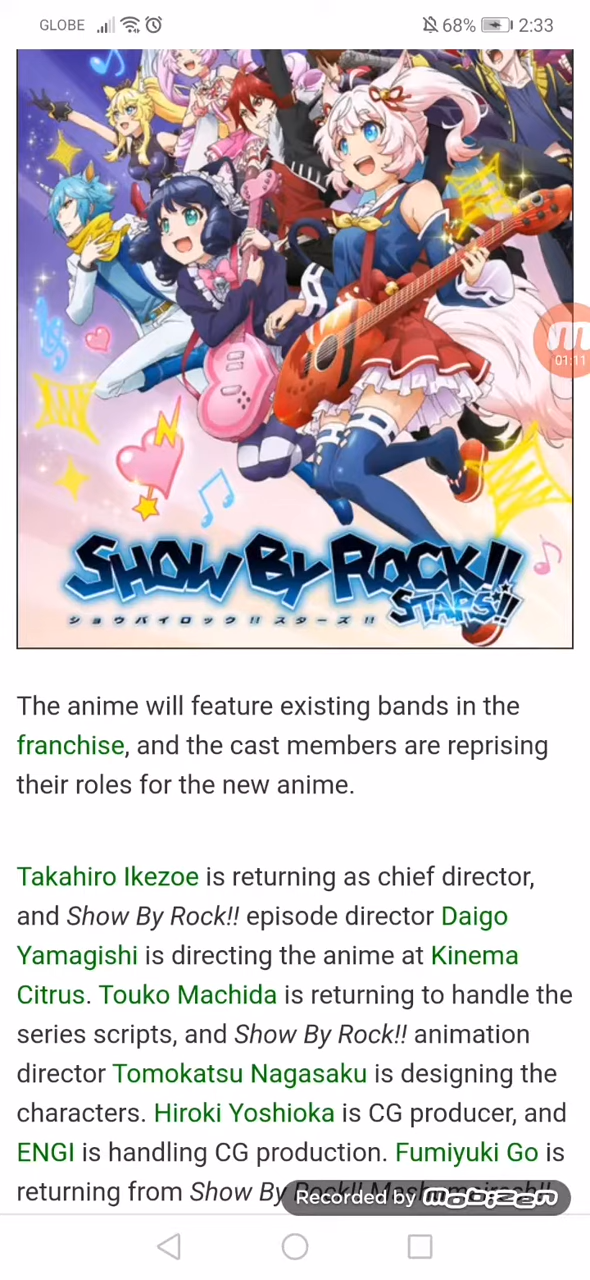 GLOBE 68% 2:33
01:11
SHOW BY ROCK!!
STARS!!
ショウバイロック!!スターズ!!
The anime will feature existing bands in the
franchise, and the cast members are reprising
their roles for the new anime.
Takahiro Ikezoe is returning as chief director,
and Show By Rock!! episode director Daigo
Yamagishi is directing the anime at Kinema
Citrus. Touko Machida is returning to handle the
series scripts, and Show By Rock!! animation
director Tomokatsu Nagasaku is designing the
characters. Hiroki Yoshioka is CG producer, and
ENGI is handling CG production. Fumiyuki Go is
returning from Show By Rock!! Mashumairesh!!
Recorded by mobizen